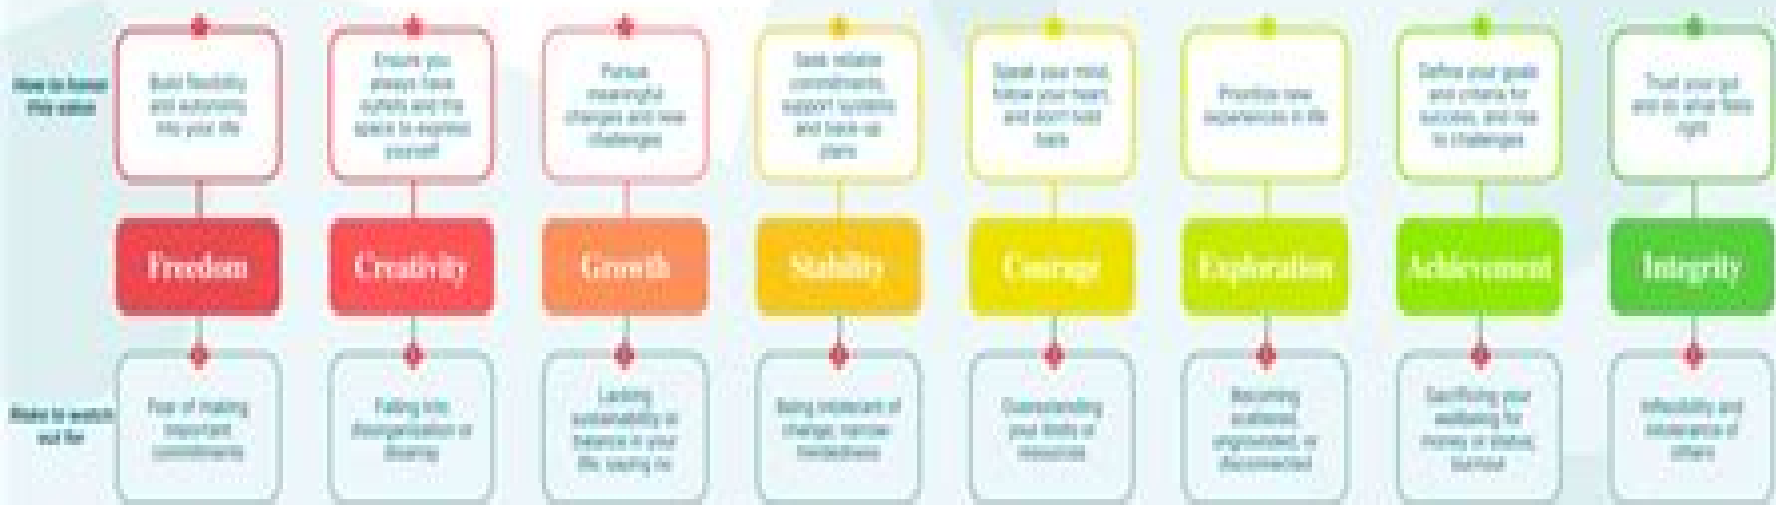 How to honor
this value
Build flexibility
and autonomy
into your life
Ensure you
always have
outlets and the
space to express
yourself
Pursue
meaningful
changes and new
challenges
Seek reliable
commitments,
support systems
and back-up
plans
Speak your mind,
follow your heart,
and don't hold
back
Prioritize new
experiences in life
Define your goals
and criteria for
success, and rise
to challenges
Trust your gut
and do what feels
right
Freedom
Creativity
Growth
Stability
Courage
Exploration
Achievement
Integrity
Risks to watch
out for
Fear of making
important
commitments
Falling into
disorganization or
disarray
Lacking
sustainability or
balance in your
life, saying no
Being intolerant of
change, narrow
mindedness
Overextending
your limits or
resources
Becoming
scattered,
ungrounded, or
disconnected
Sacrificing your
wellbeing for
money or status,
burnout
Inflexibility and
intolerance of
others